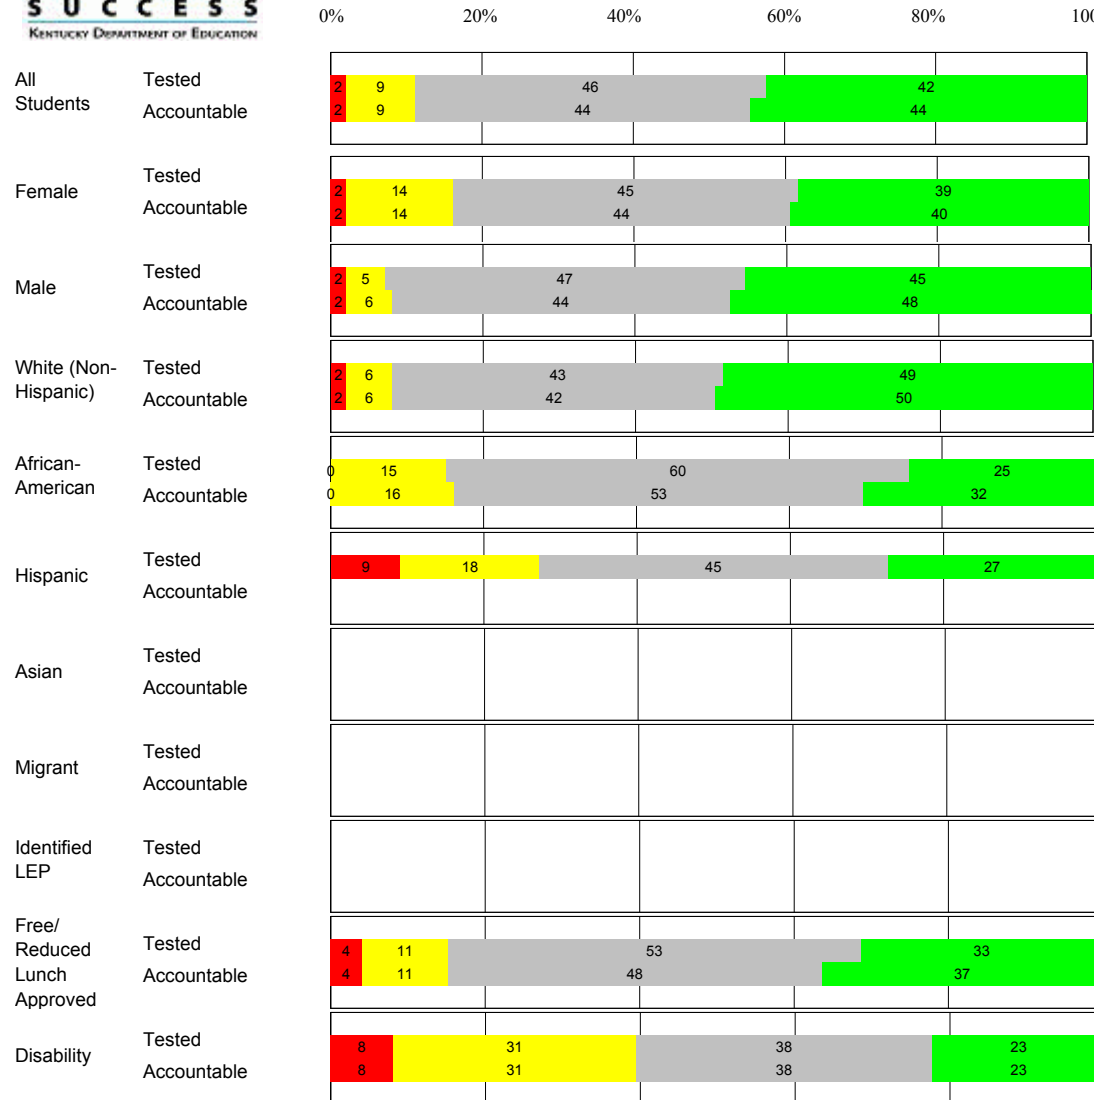 SUCCESS
KENTUCKY DEPARTMENT OF EDUCATION
0% 20% 40% 60% 80% 100
All Students
Tested 2 9 46 42
Accountable 2 9 44 44
Female
Tested 2 14 45 39
Accountable 2 14 44 40
Male
Tested 2 5 47 45
Accountable 2 6 44 48
White (Non-
Hispanic)
Tested 2 6 43 49
Accountable 2 6 42 50
African-
American
Tested 0 15 60 25
Accountable 0 16 53 32
Hispanic
Tested 9 18 45 27
Accountable
Asian
Tested
Accountable
Migrant
Tested
Accountable
Identified
LEP
Tested
Accountable
Free/
Reduced
Lunch
Approved
Tested 4 11 53 33
Accountable 4 11 48 37
Disability
Tested 8 31 38 23
Accountable 8 31 38 23